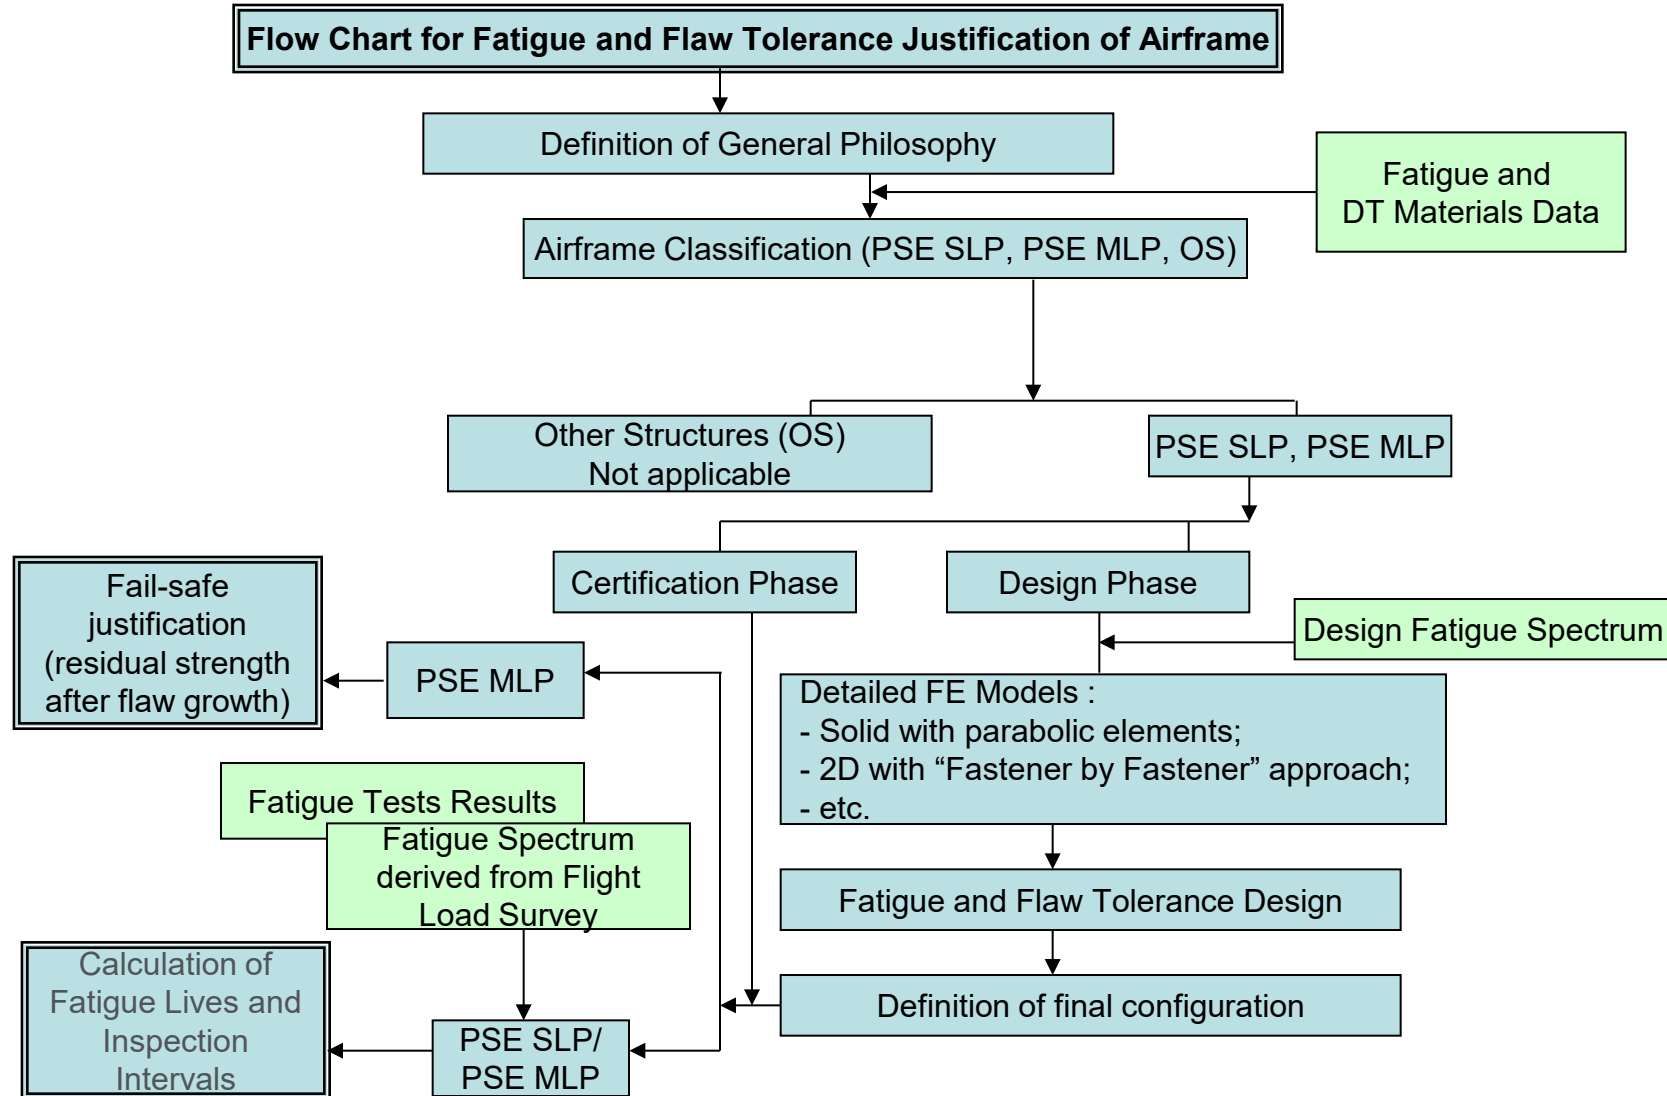 Flow Chart for Fatigue and Flaw Tolerance Justification of Airframe
Definition of General Philosophy
Fatigue and
DT Materials Data
Airframe Classification (PSE SLP, PSE MLP, OS)
Other Structures (OS)
Not applicable
PSE SLP, PSE MLP
Certification Phase
Design Phase
Fail-safe
justification
(residual strength
after flaw growth)
PSE MLP
Design Fatigue Spectrum
Detailed FE Models :
- Solid with parabolic elements;
- 2D with “Fastener by Fastener” approach;
- etc.
Fatigue Tests Results
Fatigue Spectrum
derived from Flight
Load Survey
Fatigue and Flaw Tolerance Design
Definition of final configuration
Calculation of
Fatigue Lives and
Inspection
Intervals
PSE SLP/
PSE MLP